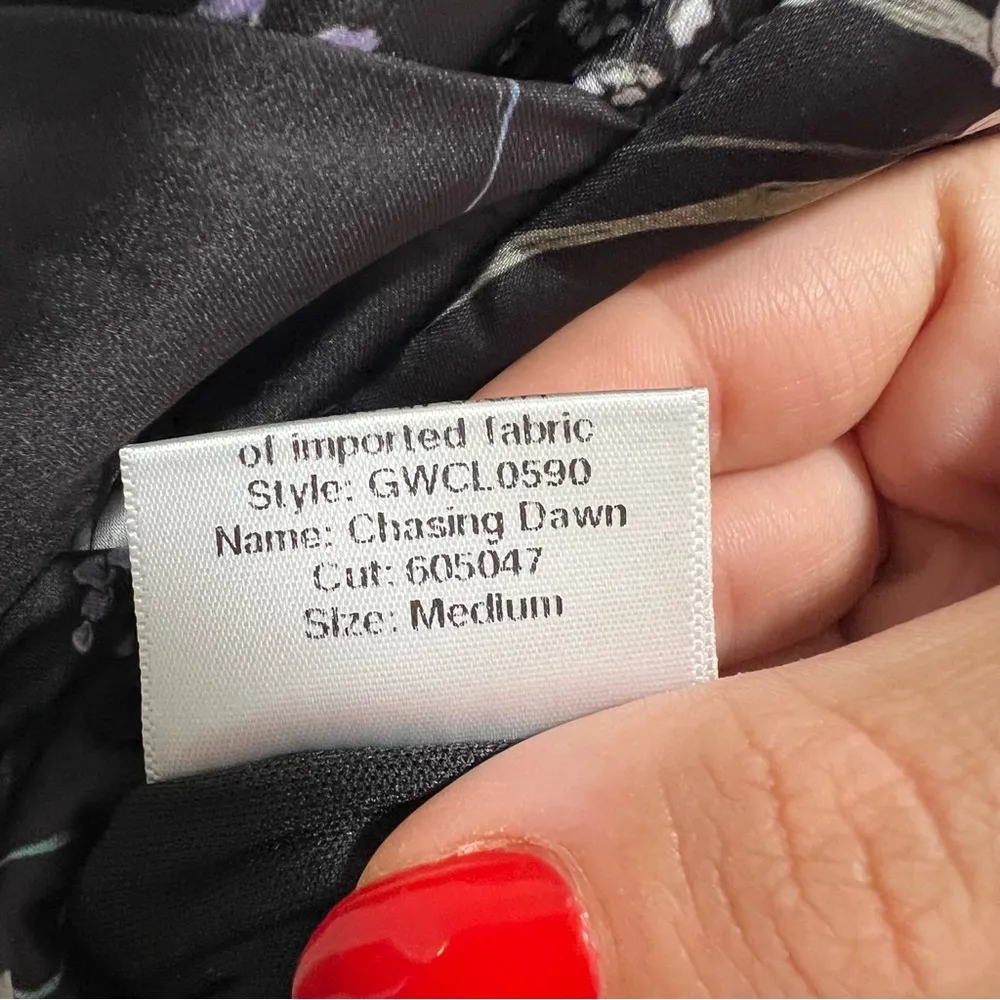 of imported fabric
Style: GWCL0590
Name: Chasing Dawn
Cut: 605047
Size: Medium